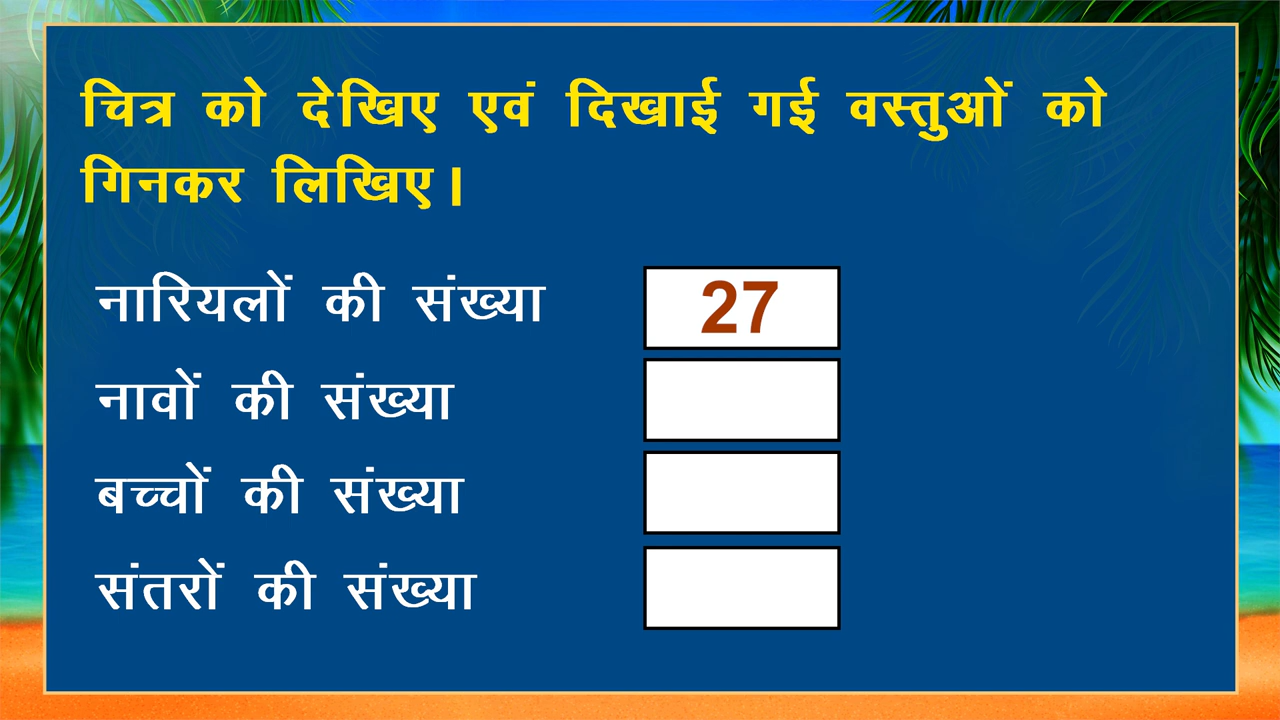 चित्र को देखिए एवं दिखाई गई वस्तुओं को
गिनकर लिखिए।
नारियलों की संख्या 27
नावों की संख्या
बच्चों की संख्या
संतरों की संख्या